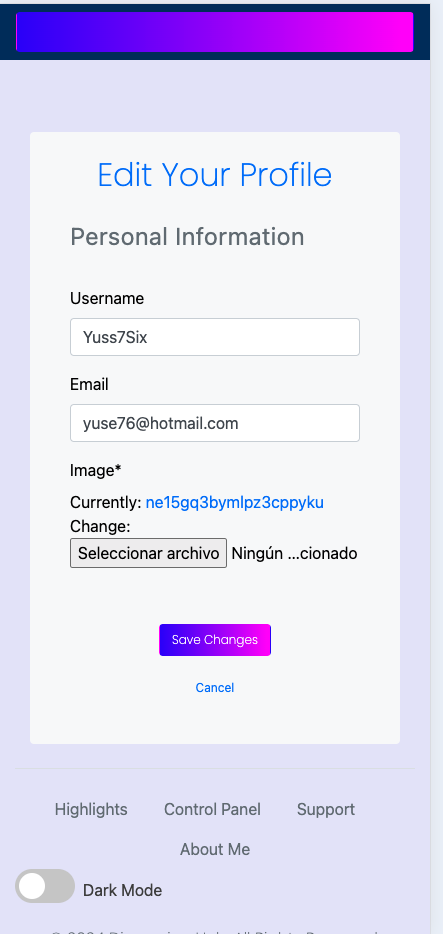 Edit Your Profile
Personal Information
Username
Yuss7Six
Email
yuse76@hotmail.com
Image*
Currently: ne15gq3bymlpz3cppyku
Change:
Seleccionar archivo Ningún ...cionado
Save Changes
Cancel
Highlights Control Panel Support
About Me
Dark Mode